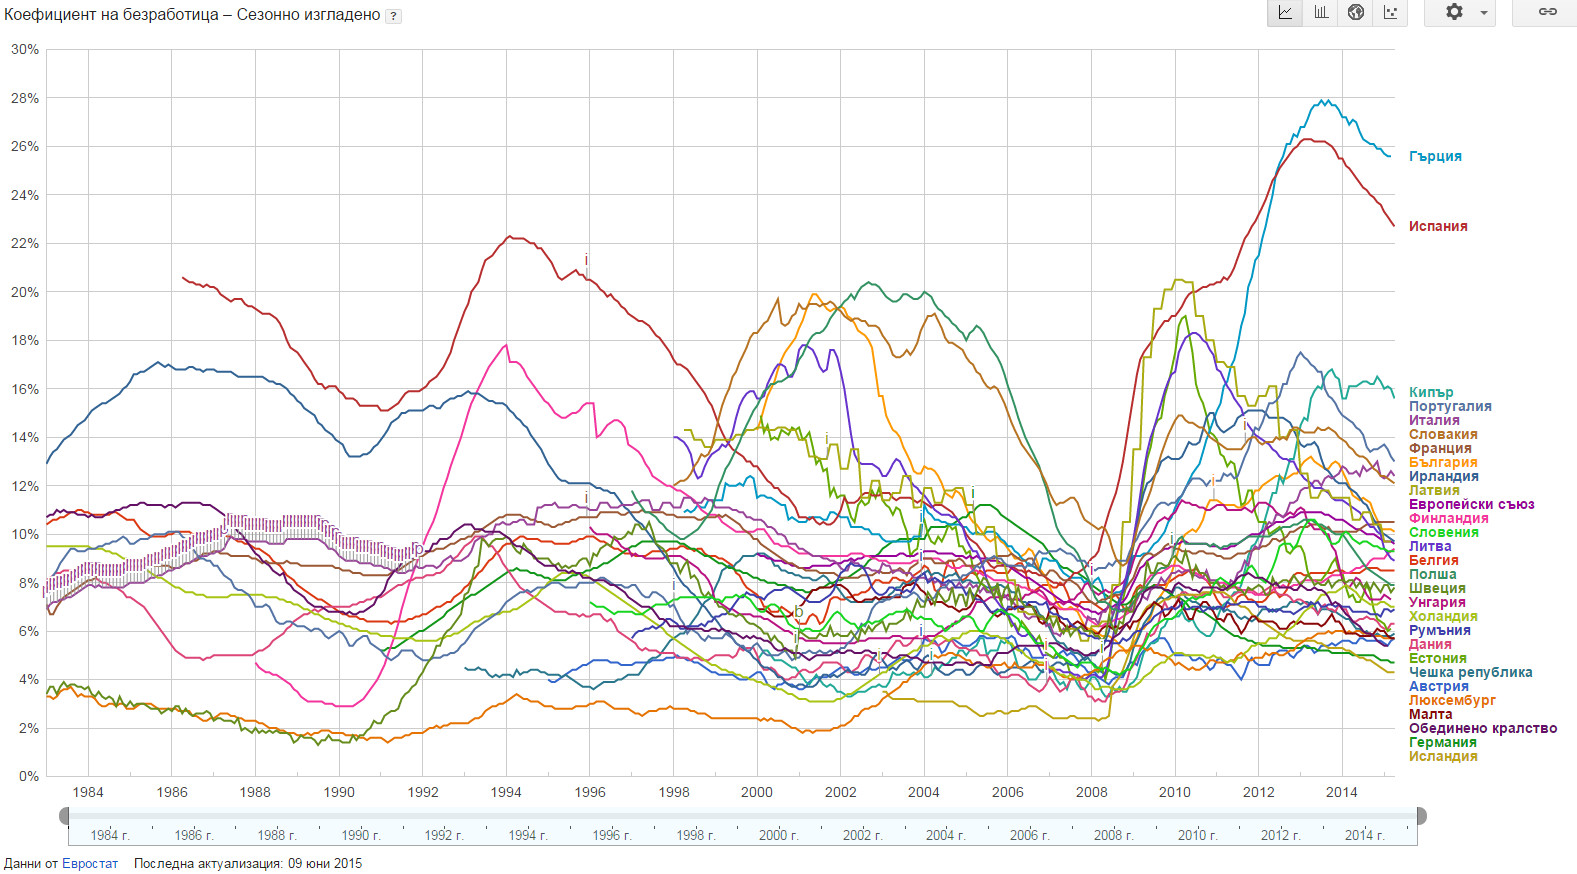 Коефициент на безработица – Сезонно изгладено ?
30%
28%
26%
24%
22%
20%
18%
16%
14%
12%
10%
8%
6%
4%
2%
0%
Гърция
Испания
Кипър
Португалия
Италия
Словакия
Франция
България
Ирландия
Латвия
Европейски съюз
Финландия
Словения
Литва
Белгия
Полша
Швеция
Унгария
Холандия
Румъния
Дания
Естония
Чешка република
Австрия
Люксембург
Малта
Обединено кралство
Германия
Исландия
1984 1986 1988 1990 1992 1994 1996 1998 2000 2002 2004 2006 2008 2010 2012 2014
1984 г. 1986 г. 1988 г. 1990 г. 1992 г. 1994 г. 1996 г. 1998 г. 2000 г. 2002 г. 2004 г. 2006 г. 2008 г. 2010 г. 2012 г. 2014 г.
Данни от Евростат Последна актуализация: 09 юни 2015